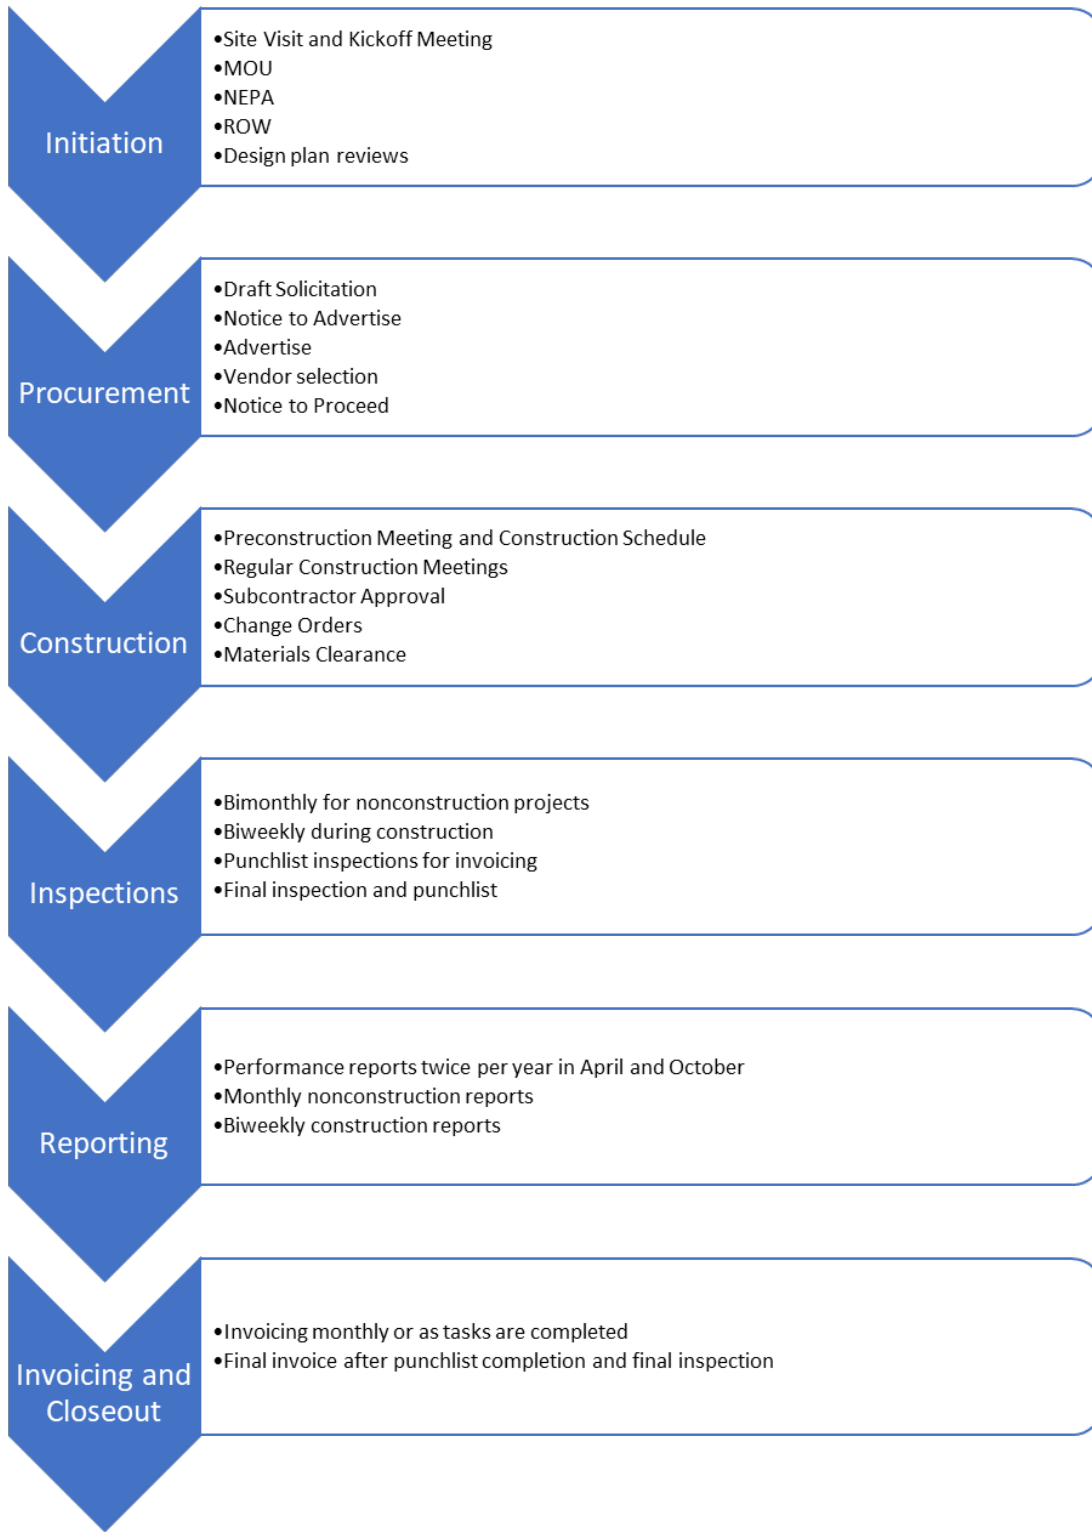 Initiation
•Site Visit and Kickoff Meeting
•MOU
•NEPA
•ROW
•Design plan reviews
Procurement
•Draft Solicitation
•Notice to Advertise
•Advertise
•Vendor selection
•Notice to Proceed
Construction
•Preconstruction Meeting and Construction Schedule
•Regular Construction Meetings
•Subcontractor Approval
•Change Orders
•Materials Clearance
Inspections
•Bimonthly for nonconstruction projects
•Biweekly during construction
•Punchlist inspections for invoicing
•Final inspection and punchlist
Reporting
•Performance reports twice per year in April and October
•Monthly nonconstruction reports
•Biweekly construction reports
Invoicing and
Closeout
•Invoicing monthly or as tasks are completed
•Final invoice after punchlist completion and final inspection